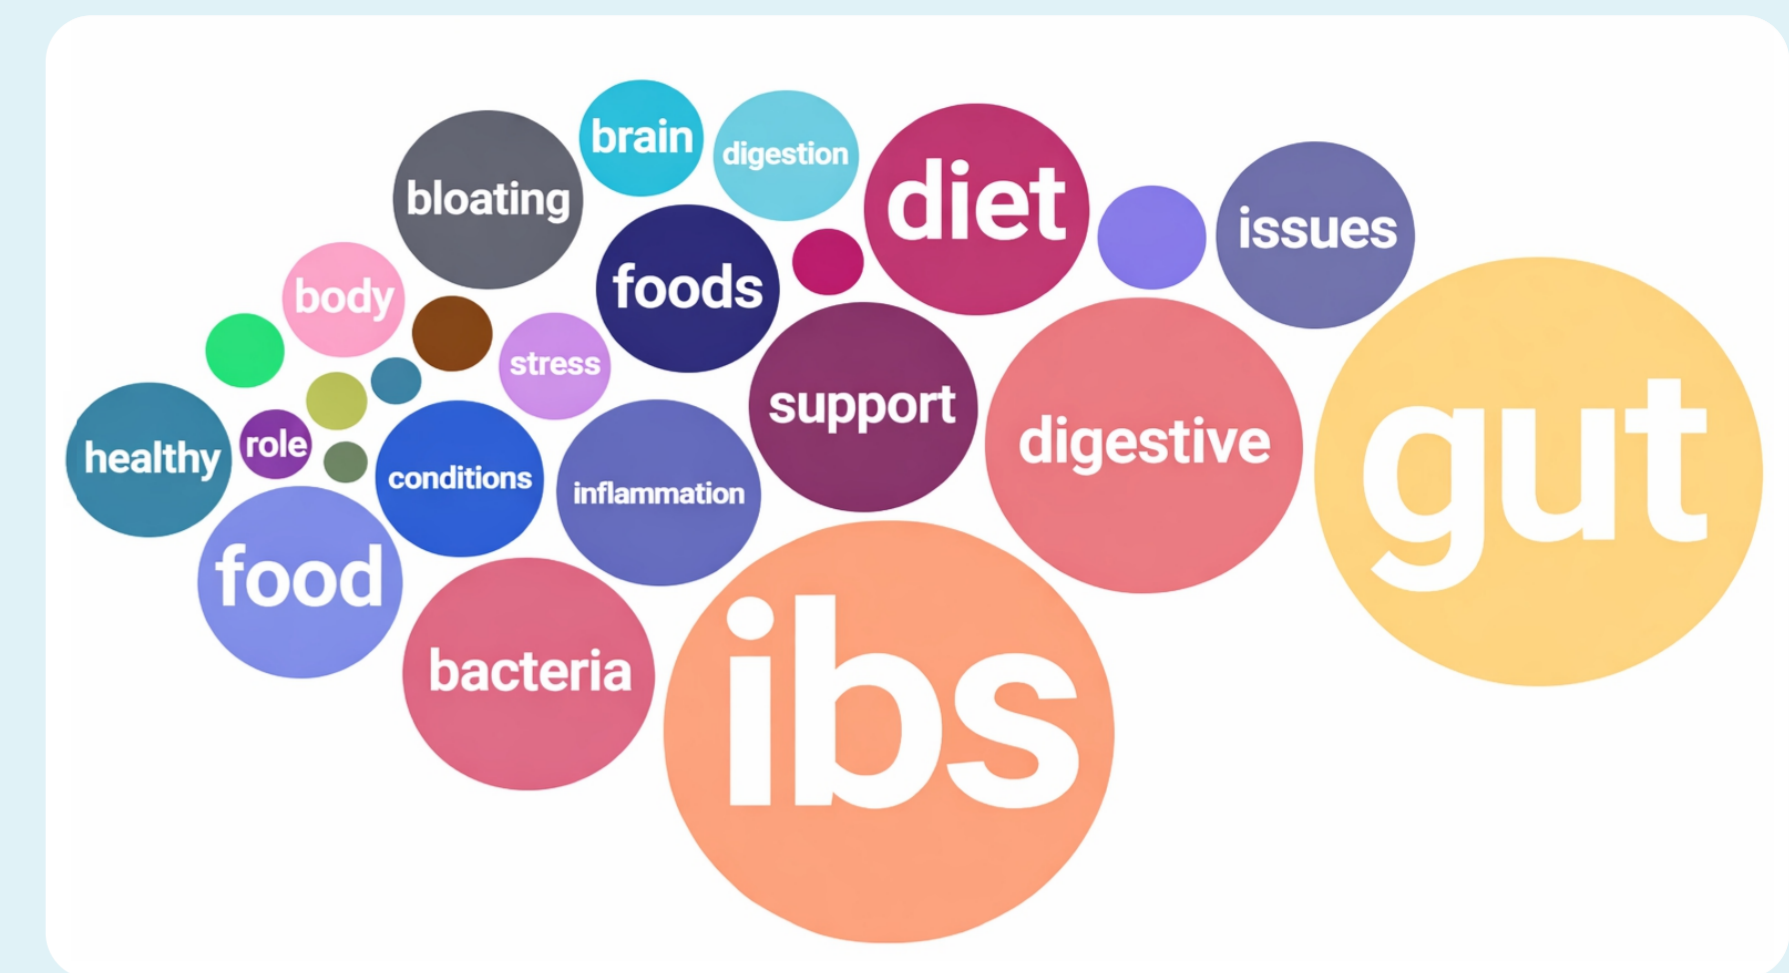 brain
digestion
diet
bloating
issues
foods
body
stress
support
digestive
gut
healthy
role
conditions
inflammation
food
bacteria
ibs